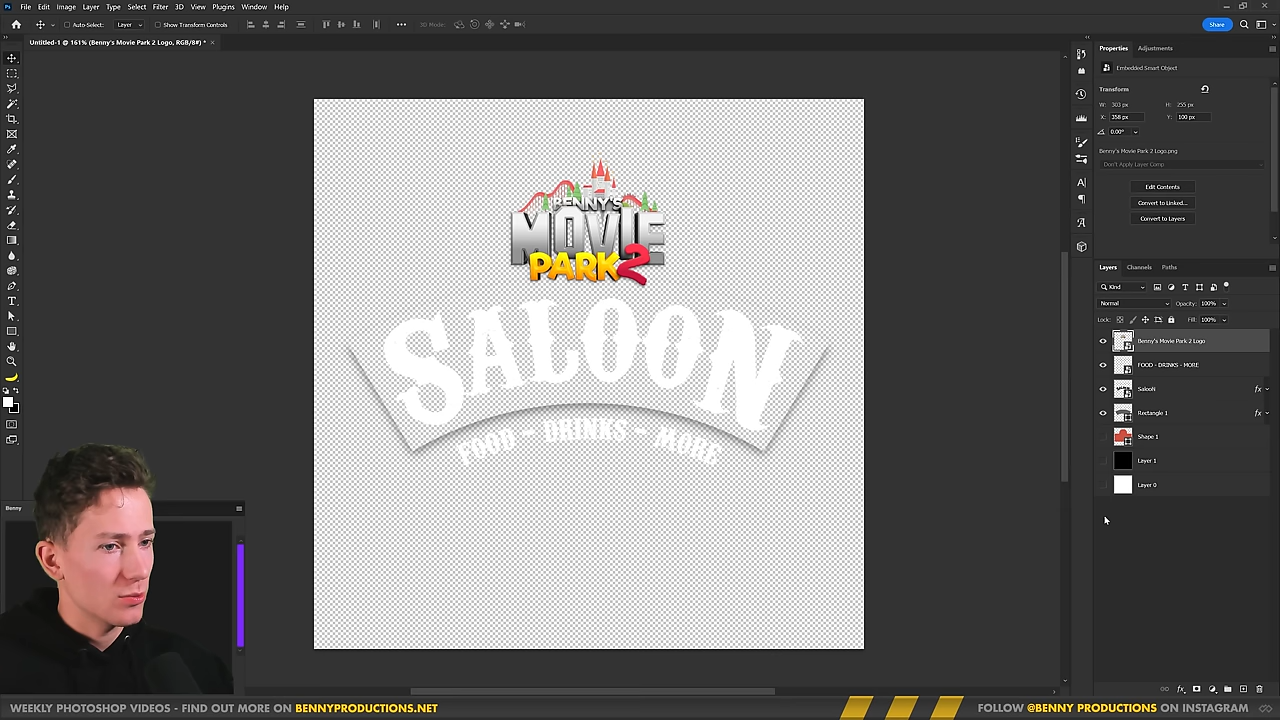 File Edit Image Layer Type Select Filter 3D View Plugins Window Help
Auto-Select: Layer Show Transform Controls 3D Mode: Share
Untitled-1 @ 161% (Benny's Movie Park 2 Logo, RGB/8#) *
Properties Adjustments
Embedded Smart Object
Transform
W: 303 px H: 255 px
X: 358 px Y: 100 px
0.00°
Benny's Movie Park 2 Logo.png
Don't Apply Layer Comp
Edit Contents
Convert to Linked...
Convert to Layers
BENNY'S
MOVIE
PARK 2
SALOON
FOOD - DRINKS - MORE
Layers Channels Paths
Kind
Normal Opacity: 100%
Lock: Fill: 100%
Benny's Movie Park 2 Logo
FOOD - DRINKS - MORE
SalooN fx
Rectangle 1 fx
Shape 1
Layer 1
Layer 0
Benny
WEEKLY PHOTOSHOP VIDEOS - FIND OUT MORE ON BENNYPRODUCTIONS.NET
FOLLOW @BENNY PRODUCTIONS ON INSTAGRAM